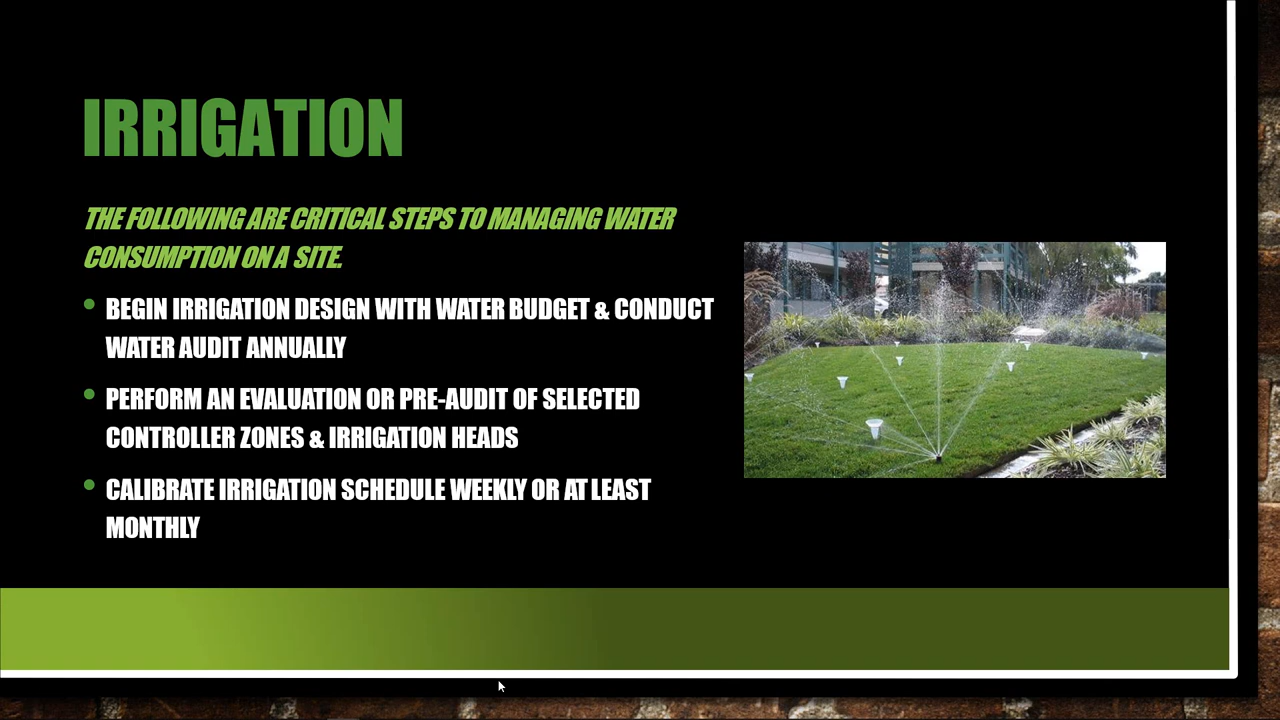 IRRIGATION
THE FOLLOWING ARE CRITICAL STEPS TO MANAGING WATER
CONSUMPTION ON A SITE.
• BEGIN IRRIGATION DESIGN WITH WATER BUDGET & CONDUCT
WATER AUDIT ANNUALLY
• PERFORM AN EVALUATION OR PRE-AUDIT OF SELECTED
CONTROLLER ZONES & IRRIGATION HEADS
• CALIBRATE IRRIGATION SCHEDULE WEEKLY OR AT LEAST
MONTHLY